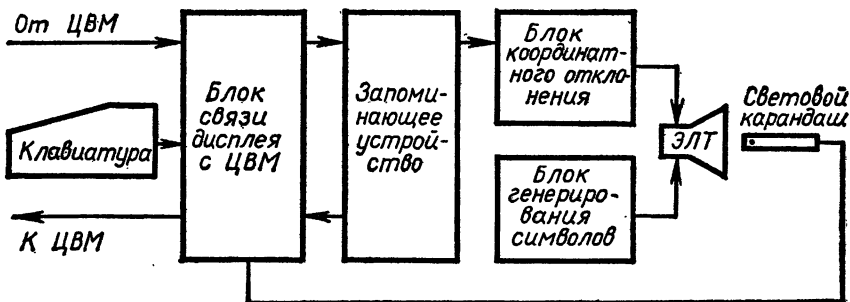 От ЦВМ
Клавиатура
К ЦВМ
Блок
связи
дисплея
с ЦВМ
Запоми-
нающее
устрой-
ство
Блок
координат-
ного откло-
нения
Блок
генериро-
вания
символов
ЭЛТ
Световой
карандаш